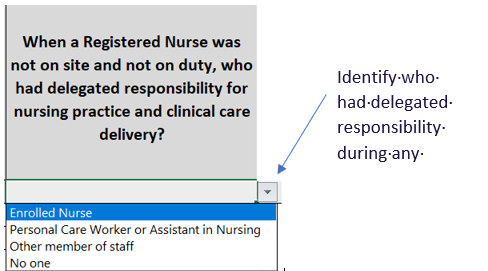 When a Registered Nurse was
not on site and not on duty, who
had delegated responsibility for
nursing practice and clinical care
delivery?
Enrolled Nurse
Personal Care Worker or Assistant in Nursing
Other member of staff
No one
Identify·who·
had·delegated·
responsibility·
during·any·